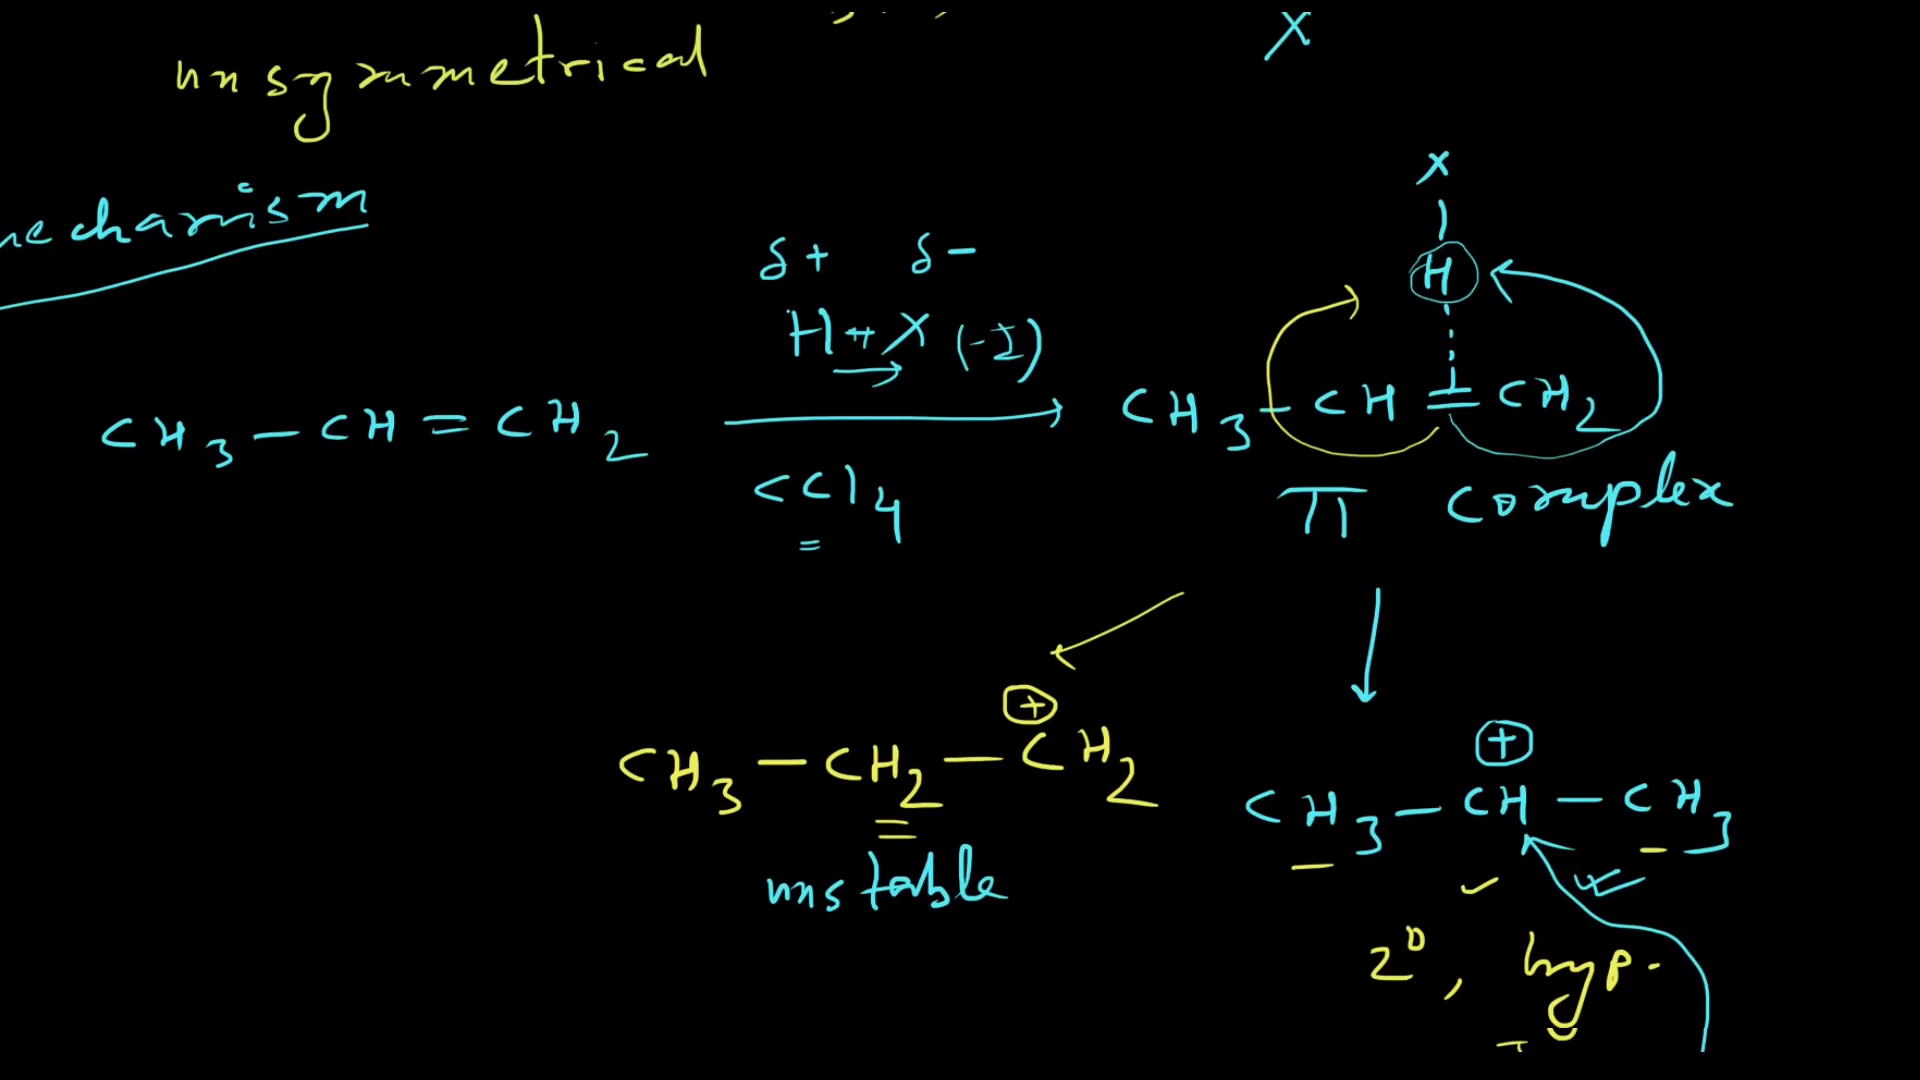 X
unsymmetrical
mechanism
X
δ+ δ-
H
H X (-I)
CH3-CH=CH2
CH3-CH=CH2
CCl4
π complex
+
+
CH3-CH2-CH2
CH3-CH-CH3
unstable
2°, hyp.